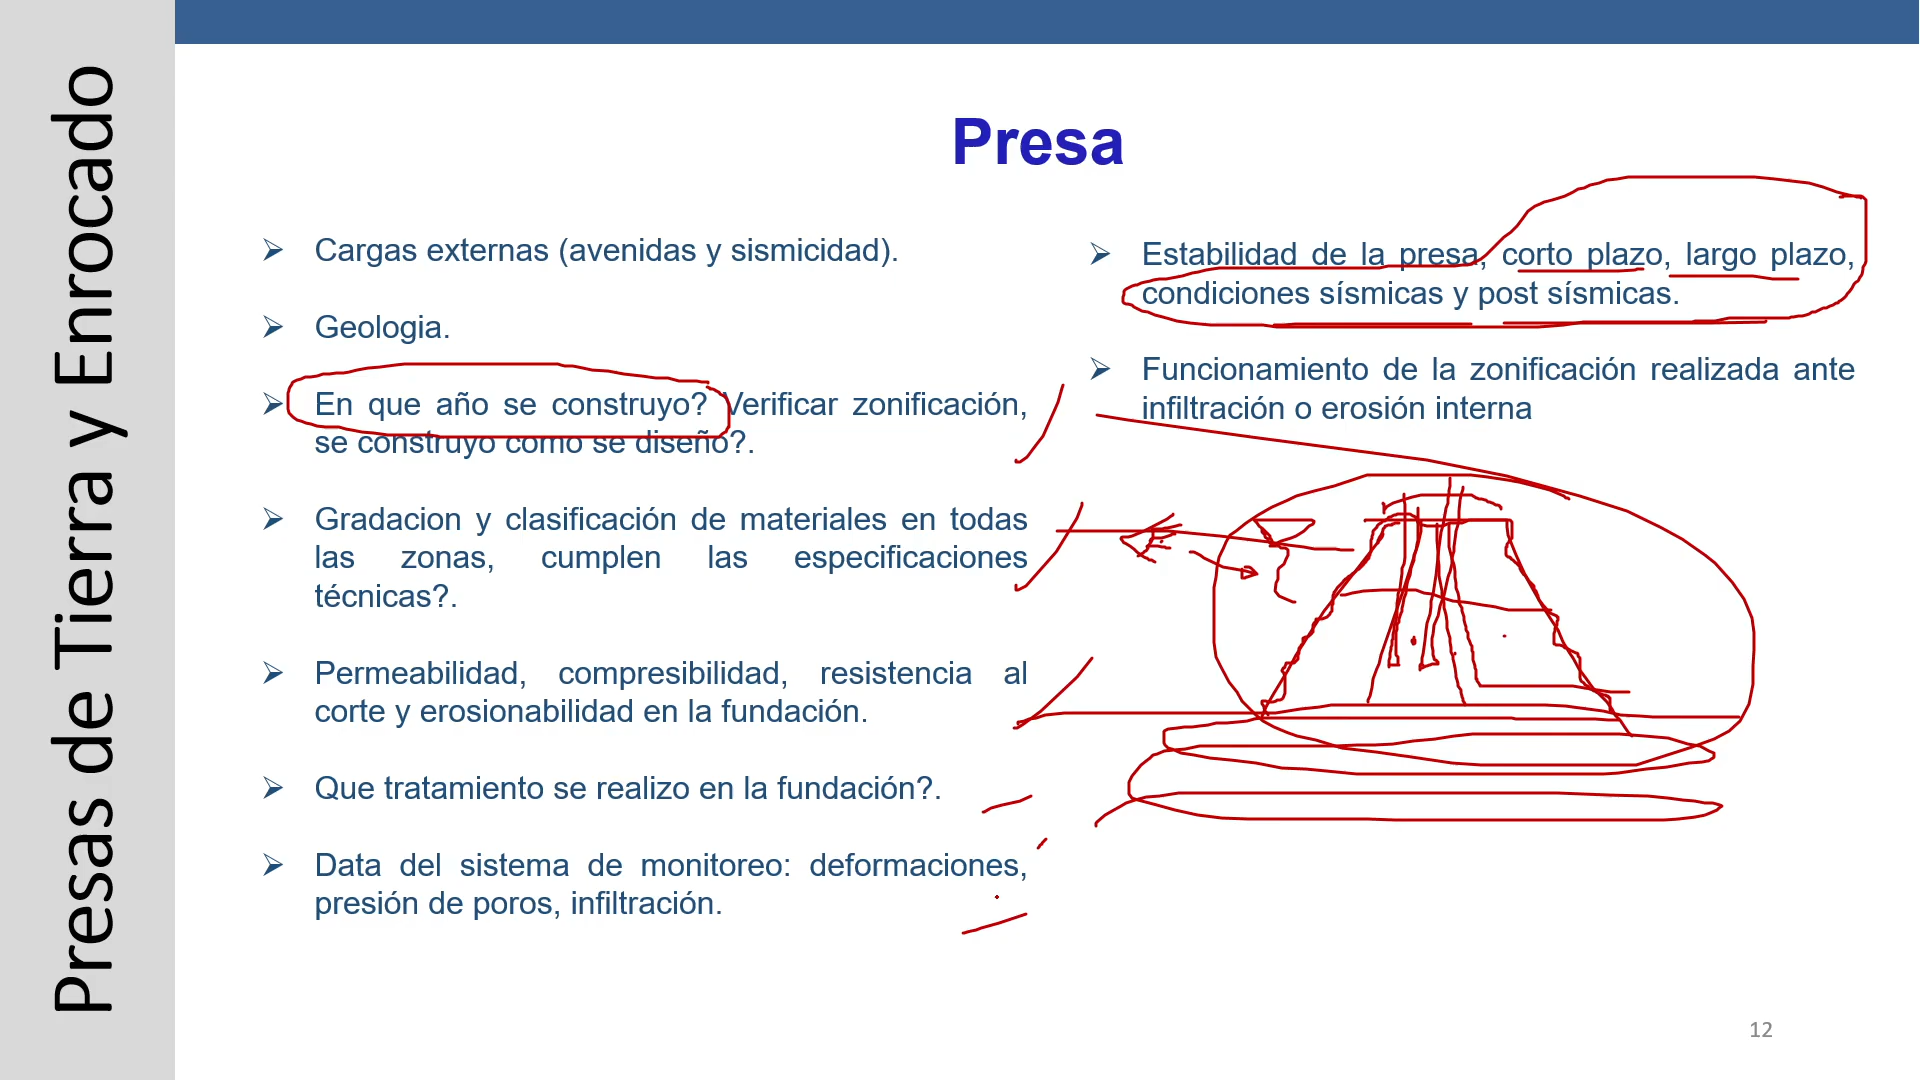 Presas de Tierra y Enrocado
Presa
Cargas externas (avenidas y sismicidad).
Geologia.
En que año se construyo? Verificar zonificación,
se construyo como se diseño?.
Gradacion y clasificación de materiales en todas
las zonas, cumplen las especificaciones
técnicas?.
Permeabilidad, compresibilidad, resistencia al
corte y erosionabilidad en la fundación.
Que tratamiento se realizo en la fundación?.
Data del sistema de monitoreo: deformaciones,
presión de poros, infiltración.
Estabilidad de la presa, corto plazo, largo plazo,
condiciones sísmicas y post sísmicas.
Funcionamiento de la zonificación realizada ante
infiltración o erosión interna
12